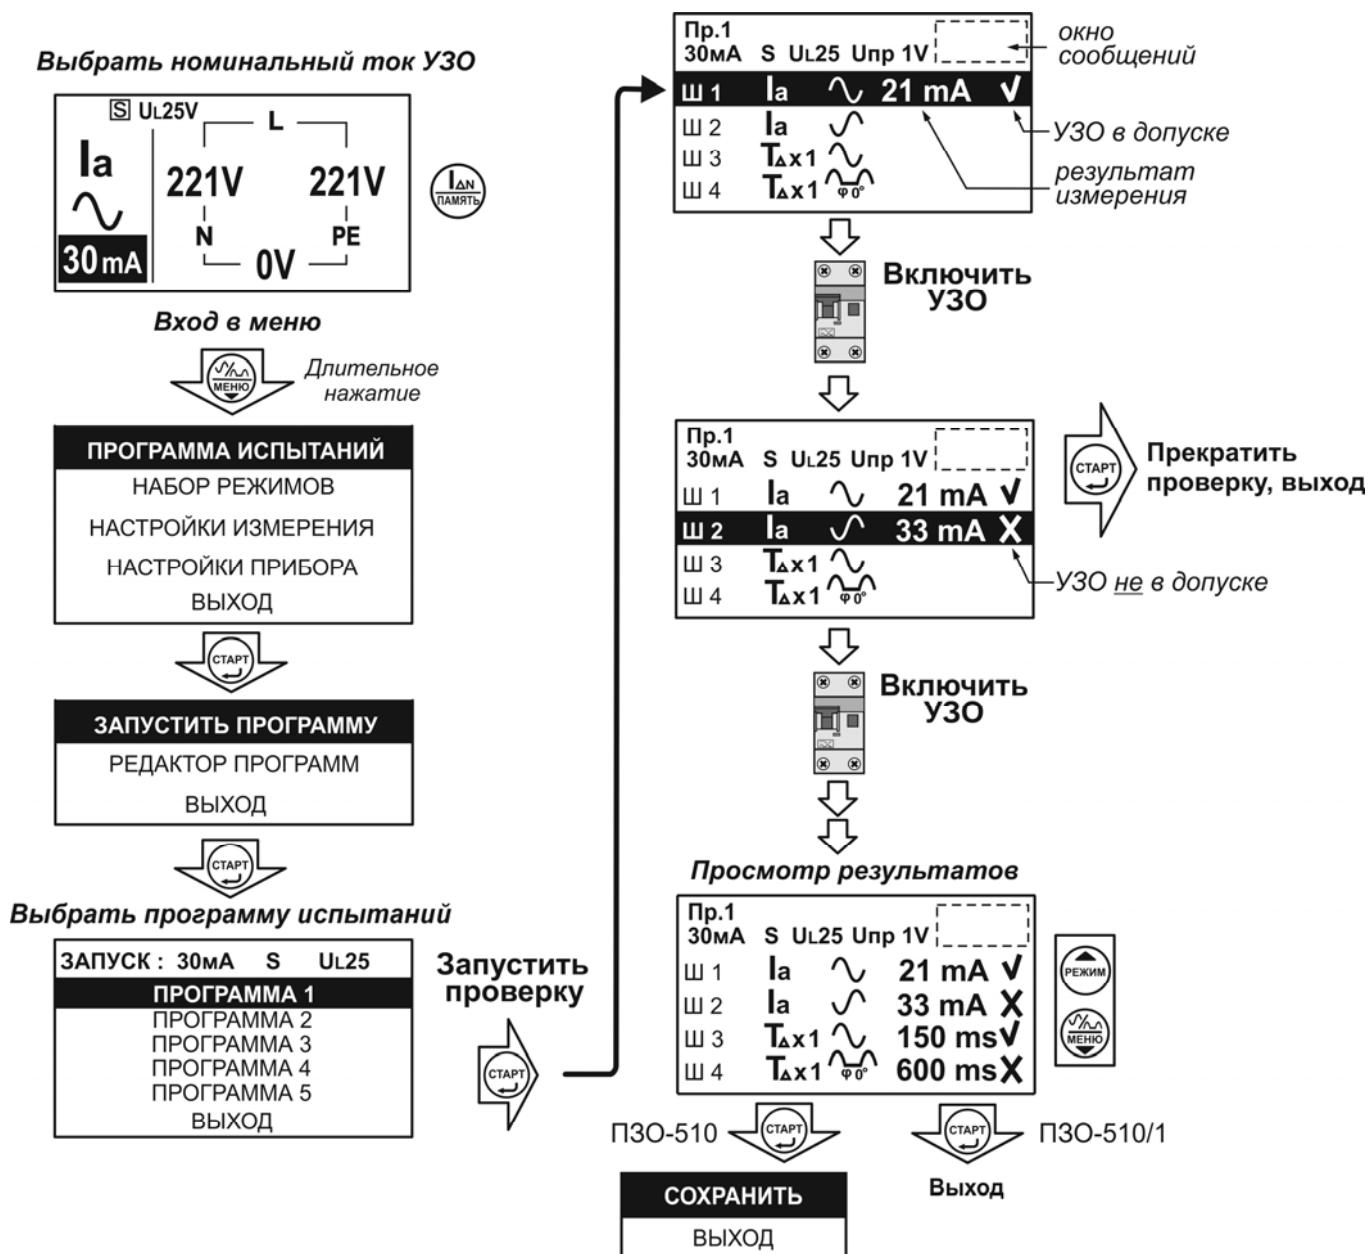 Выбрать номинальный ток УЗО
S UL25V
Ia
L
221V 221V
N PE
30 mA
0V
IΔN
ПАМЯТЬ
Вход в меню
МЕНЮ
Длительное
нажатие
ПРОГРАММА ИСПЫТАНИЙ
НАБОР РЕЖИМОВ
НАСТРОЙКИ ИЗМЕРЕНИЯ
НАСТРОЙКИ ПРИБОРА
ВЫХОД
СТАРТ
ЗАПУСТИТЬ ПРОГРАММУ
РЕДАКТОР ПРОГРАММ
ВЫХОД
СТАРТ
Выбрать программу испытаний
ЗАПУСК : 30мА S UL25
ПРОГРАММА 1
ПРОГРАММА 2
ПРОГРАММА 3
ПРОГРАММА 4
ПРОГРАММА 5
ВЫХОД
Запустить
проверку
СТАРТ
Пр.1
30мА S UL25 Uпр 1V
окно
сообщений
Ш 1 Ia 21 mA ✓
Ш 2 Ia
Ш 3 TΔx1
Ш 4 TΔx1 φ0°
УЗО в допуске
результат
измерения
Включить
УЗО
Пр.1
30мА S UL25 Uпр 1V
Ш 1 Ia 21 mA ✓
Ш 2 Ia 33 mA X
Ш 3 TΔx1
Ш 4 TΔx1 φ0°
СТАРТ
Прекратить
проверку, выход
УЗО не в допуске
Включить
УЗО
Просмотр результатов
Пр.1
30мА S UL25 Uпр 1V
Ш 1 Ia 21 mA ✓
Ш 2 Ia 33 mA X
Ш 3 TΔx1 150 ms ✓
Ш 4 TΔx1 φ0° 600 ms X
РЕЖИМ
МЕНЮ
ПЗО-510 СТАРТ
СТАРТ ПЗО-510/1
СОХРАНИТЬ
ВЫХОД
Выход